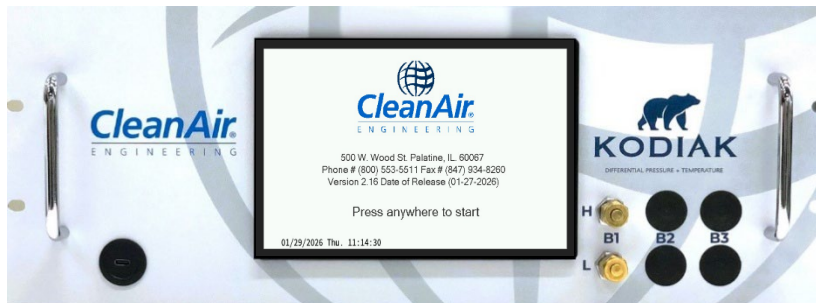 CleanAir®
ENGINEERING
CleanAir®
ENGINEERING
500 W. Wood St. Palatine, IL. 60067
Phone # (800) 553-5511 Fax # (847) 934-8260
Version 2.16 Date of Release (01-27-2026)
Press anywhere to start
01/29/2026 Thu. 11:14:30
KODIAK
DIFFERENTIAL PRESSURE + TEMPERATURE
H
B1 B2 B3
L